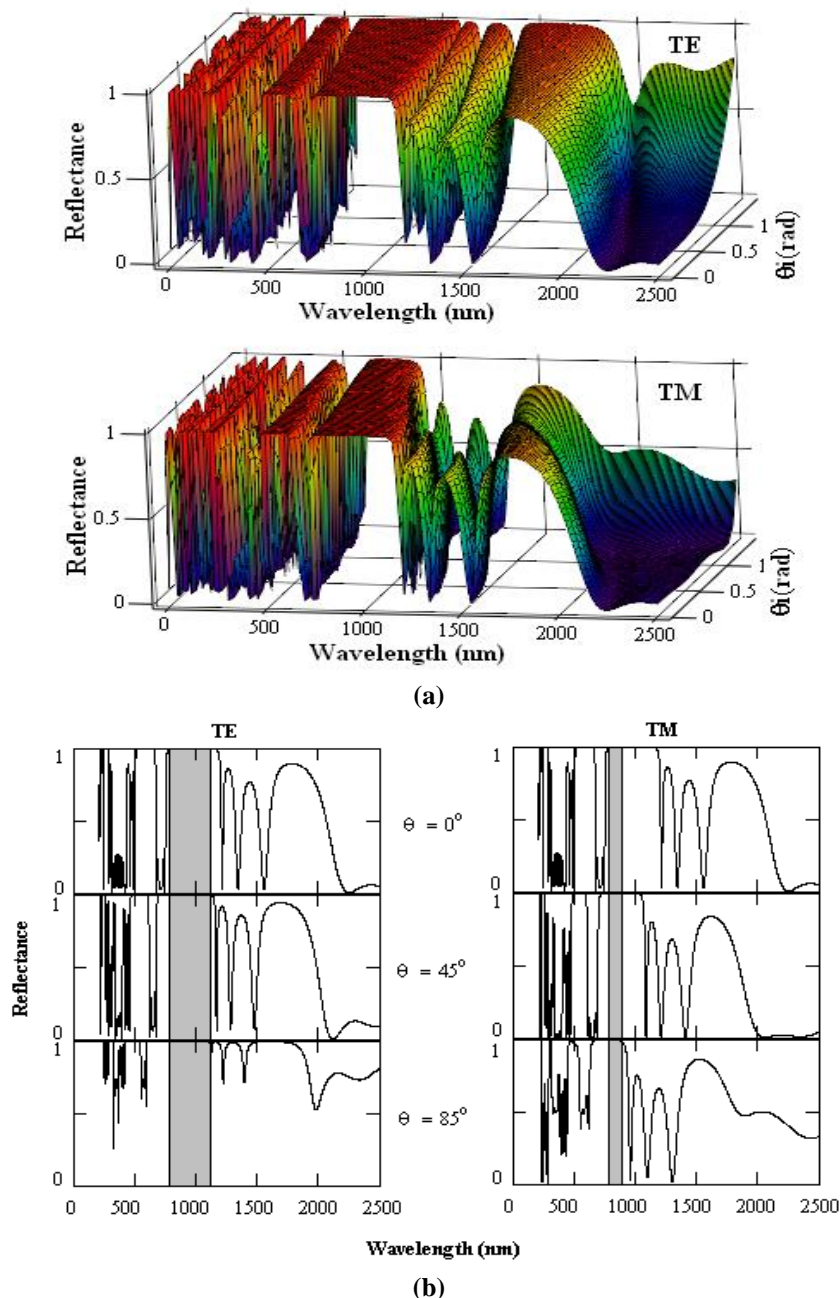 TE
Reflectance
1
0.5
0
0
500
1000
1500
2000
2500
Wavelength (nm)
0
0.5
1
θi(rad)
TM
Reflectance
1
0.5
0
0
500
1000
1500
2000
2500
Wavelength (nm)
0
0.5
1
θi(rad)
(a)
TE
TM
1
0
1
0
1
0
Reflectance
θ = 0°
θ = 45°
θ = 85°
1
0
1
0
1
0
0 500 1000 1500 2000 2500
0 500 1000 1500 2000 2500
Wavelength (nm)
(b)